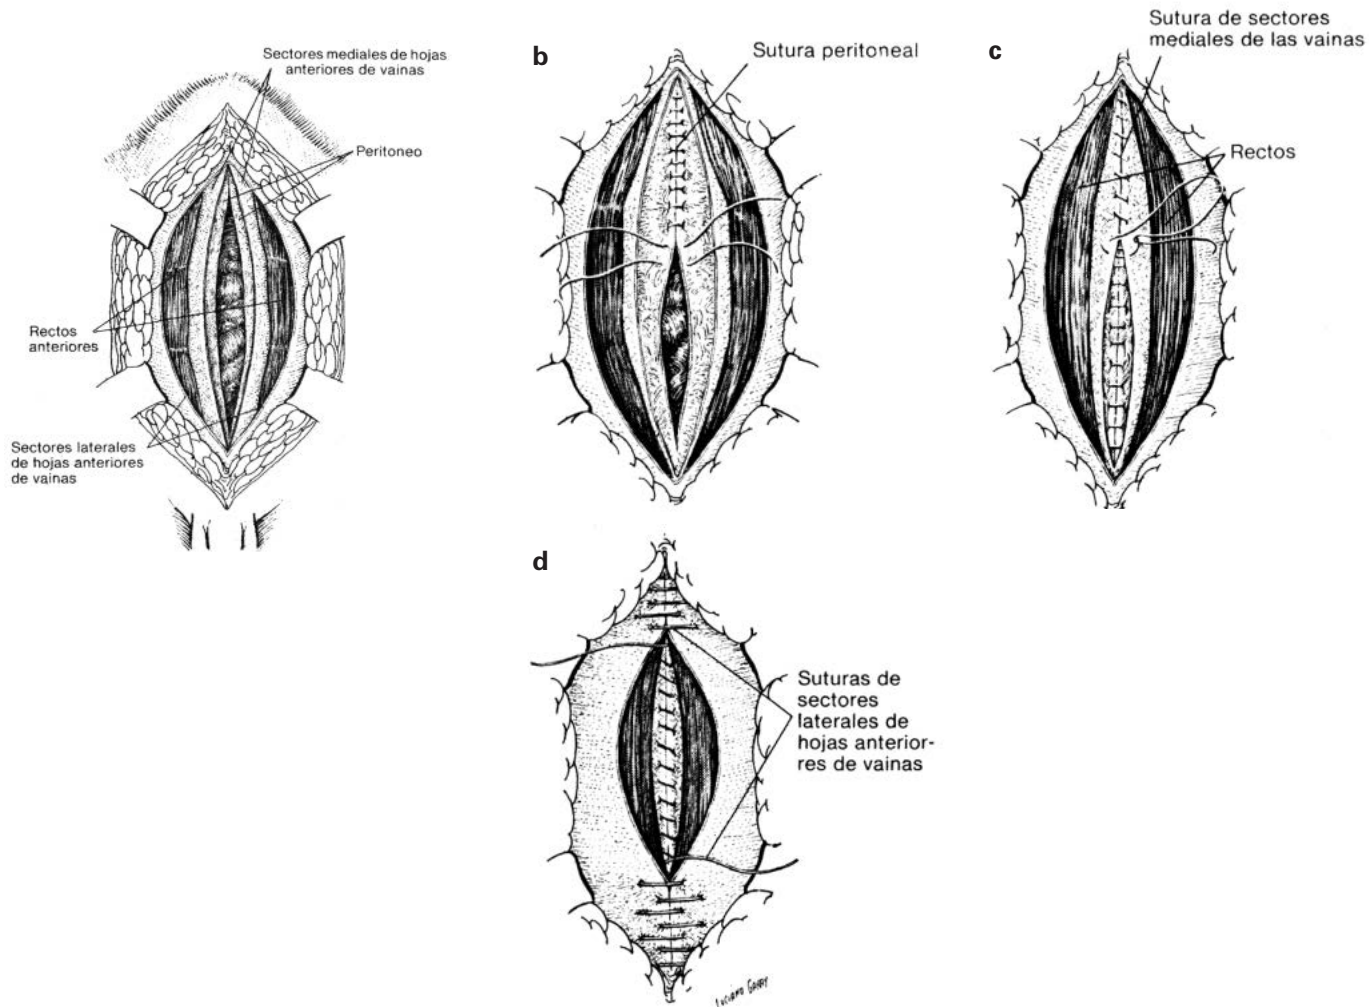 Sectores mediales de hojas
anteriores de vainas
Peritoneo
Rectos
anteriores
Sectores laterales
de hojas anteriores
de vainas
b
Sutura peritoneal
c
Sutura de sectores
mediales de las vainas
Rectos
d
Suturas de
sectores
laterales de
hojas anterior-
res de vainas
LUCIANO